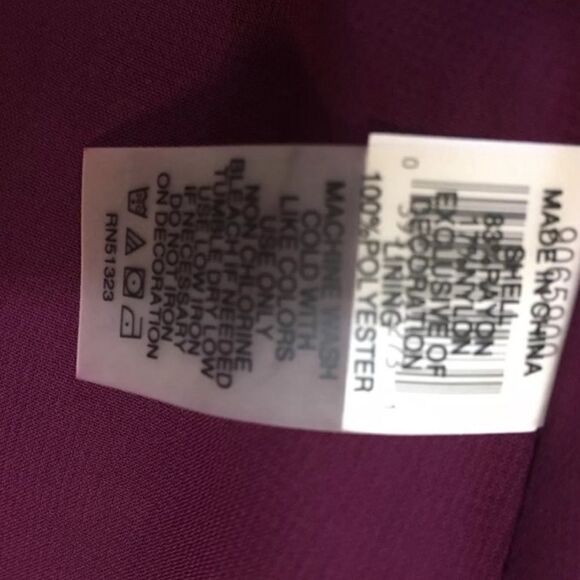 MADE IN CHINA
SHELL
83% RAYON
17% NYLON
EXCLUSIVE OF
DECORATION
LINING
100% POLYESTER
MACHINE WASH
COLD WITH
LIKE COLORS
USE ONLY
NON CHLORINE
BLEACH IF NEEDED
TUMBLE DRY LOW
USE LOW IRON
IF NECESSARY
DO NOT IRON
ON DECORATION
RN51323